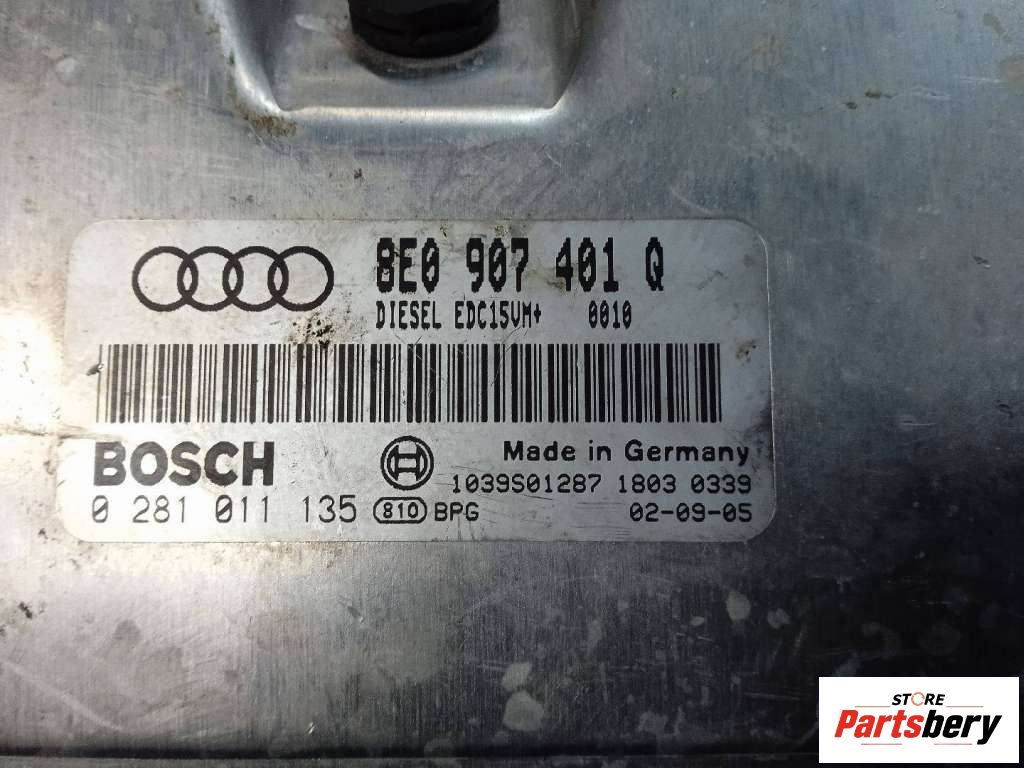 8E0 907 401 Q
DIESEL EDC15VM+ 0010
BOSCH
Made in Germany
1039S01287 1803 0339
0 281 011 135 810 BPG 02-09-05
STORE
Partsbery